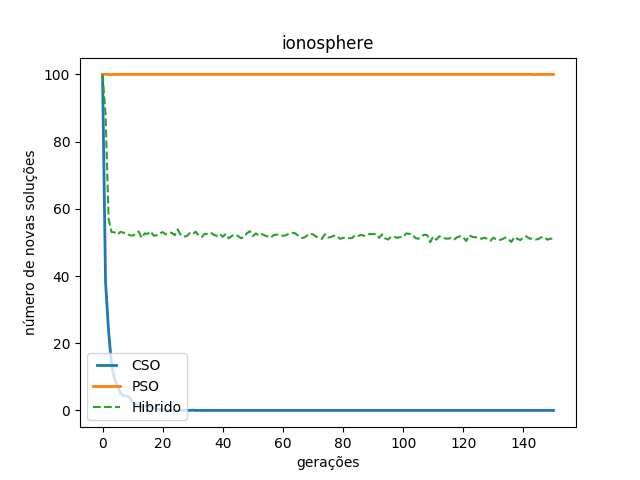 ionosphere
número de novas soluções
100
80
60
40
20
0
CSO
PSO
Hibrido
0 20 40 60 80 100 120 140
gerações